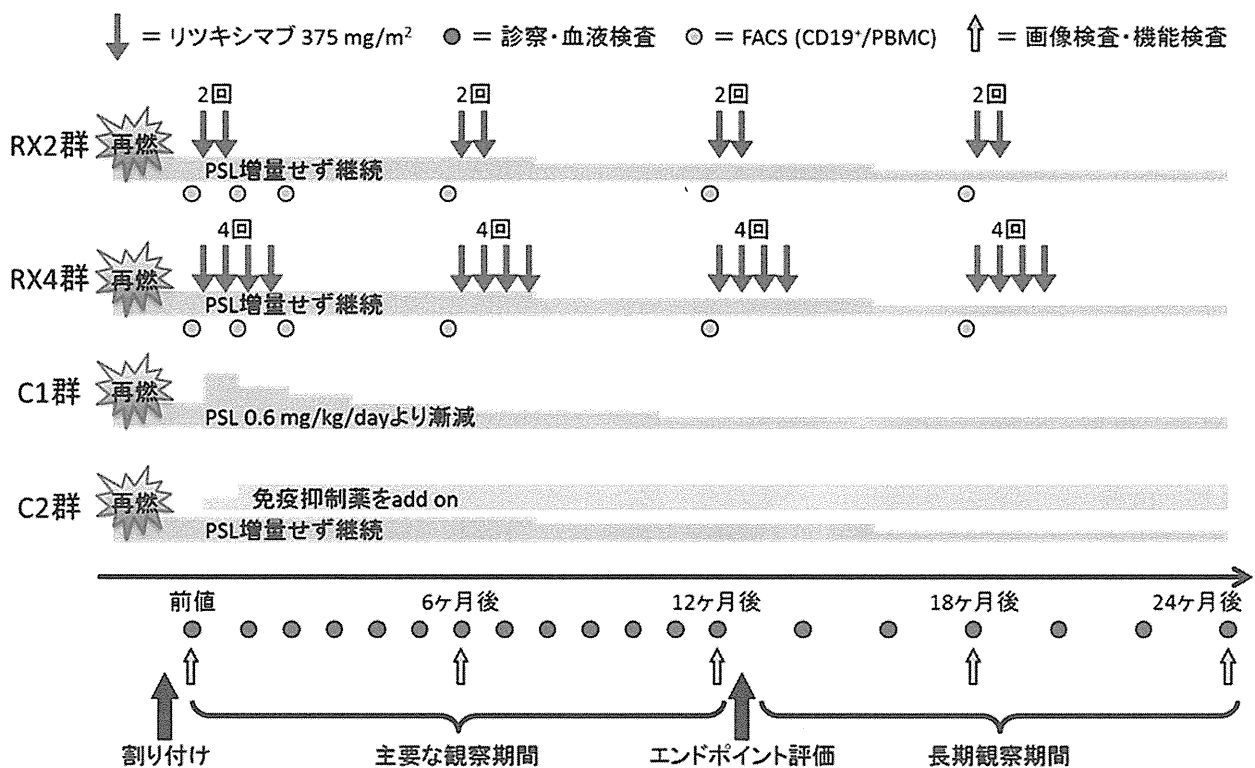 = リツキシマブ 375 mg/m² = 診察・血液検査 = FACS (CD19⁺/PBMC) = 画像検査・機能検査
2回 2回 2回 2回
RX2群 再燃
PSL増量せず継続
4回 4回 4回 4回
RX4群 再燃
PSL増量せず継続
C1群 再燃
PSL 0.6 mg/kg/dayより漸減
C2群 再燃 免疫抑制薬をadd on
PSL増量せず継続
前値 6ヶ月後 12ヶ月後 18ヶ月後 24ヶ月後
割り付け 主要な観察期間 エンドポイント評価 長期観察期間